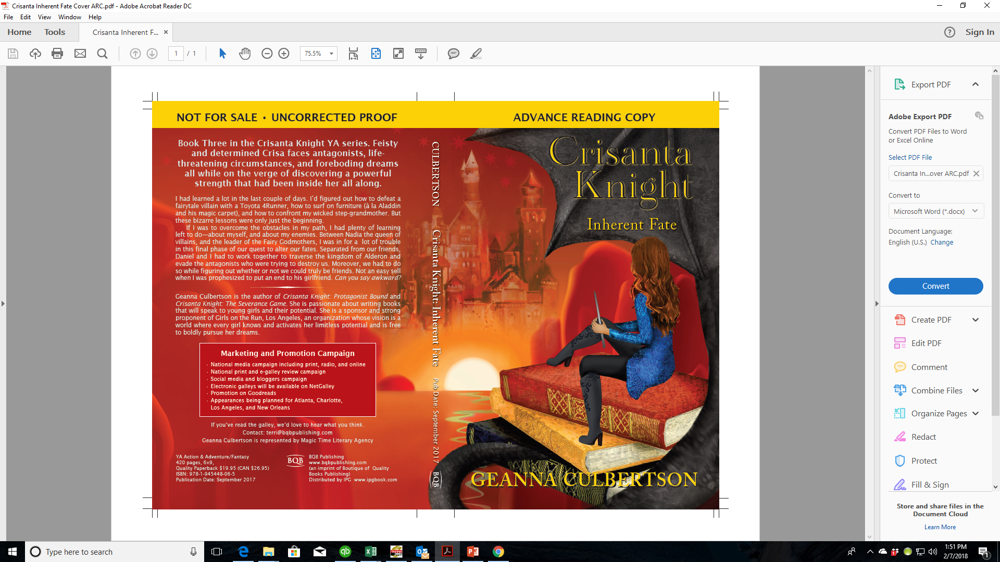 Crisanta Inherent Fate Cover ARC.pdf - Adobe Acrobat Reader DC
File Edit View Window Help
Home Tools Crisanta Inherent F... Sign In
1 / 1 75.5%
NOT FOR SALE • UNCORRECTED PROOF
Book Three in the Crisanta Knight YA series. Feisty
and determined Crisa faces antagonists, life-
threatening circumstances, and foreboding dreams
all while on the verge of discovering a powerful
strength that had been inside her all along.
I had learned a lot in the last couple of days. I'd figured out how to defeat a
fairytale villain with a Toyota 4Runner, how to surf on furniture (à la Aladdin
and his magic carpet), and how to confront my wicked step-grandmother. But
these bizarre lessons were only just the beginning.
If I was to overcome the obstacles in my path, I had plenty of learning
left to do—about myself, and about my enemies. Between Nadia the queen of
villains, and the leader of the Fairy Godmothers, I was in for a lot of trouble
in this final phase of our quest to alter our fates. Separated from our friends,
Daniel and I had to work together to traverse the kingdom of Alderon and
evade the antagonists who were trying to destroy us. Moreover, we had to do
so while figuring out whether or not we could truly be friends. Not an easy sell
when I was prophesized to put an end to his girlfriend. Can you say awkward?
Geanna Culbertson is the author of Crisanta Knight: Protagonist Bound and
Crisanta Knight: The Severance Game. She is passionate about writing books
that will speak to young girls and their potential. She is a sponsor and strong
proponent of Girls on the Run, Los Angeles, an organization whose vision is a
world where every girl knows and activates her limitless potential and is free
to boldly pursue her dreams.
Marketing and Promotion Campaign
· National media campaign including print, radio, and online
· National print and e-galley review campaign
· Social media and bloggers campaign
· Electronic galleys will be available on NetGalley
· Promotion on Goodreads
· Appearances being planned for Atlanta, Charlotte,
Los Angeles, and New Orleans
If you've read the galley, we'd love to hear what you think.
Contact: terri@bqbpublishing.com
Geanna Culbertson is represented by Magic Time Literary Agency
YA Action & Adventure/Fantasy
420 pages, 6x9,
Quality Paperback $19.95 (CAN $26.95)
ISBN: 978-1-945448-06-5
Publication Date: September 2017
BQB
BQB Publishing
www.bqbpublishing.com
(an imprint of Boutique of Quality
Books Publishing)
Distributed by IPG www.ipgbook.com
CULBERTSON Crisanta Knight: Inherent Fate Pub Date: September 2017 BQB
ADVANCE READING COPY
Crisanta
Knight
Inherent Fate
GEANNA CULBERTSON
Export PDF
Adobe Export PDF
Convert PDF Files to Word
or Excel Online
Select PDF File
Crisanta In...over ARC.pdf
Convert to
Microsoft Word (*.docx)
Document Language:
English (U.S.) Change
Convert
Create PDF
Edit PDF
Comment
Combine Files
Organize Pages
Redact
Protect
Fill & Sign
Store and share files in the
Document Cloud
Learn More
Type here to search
1:51 PM
2/7/2018
1